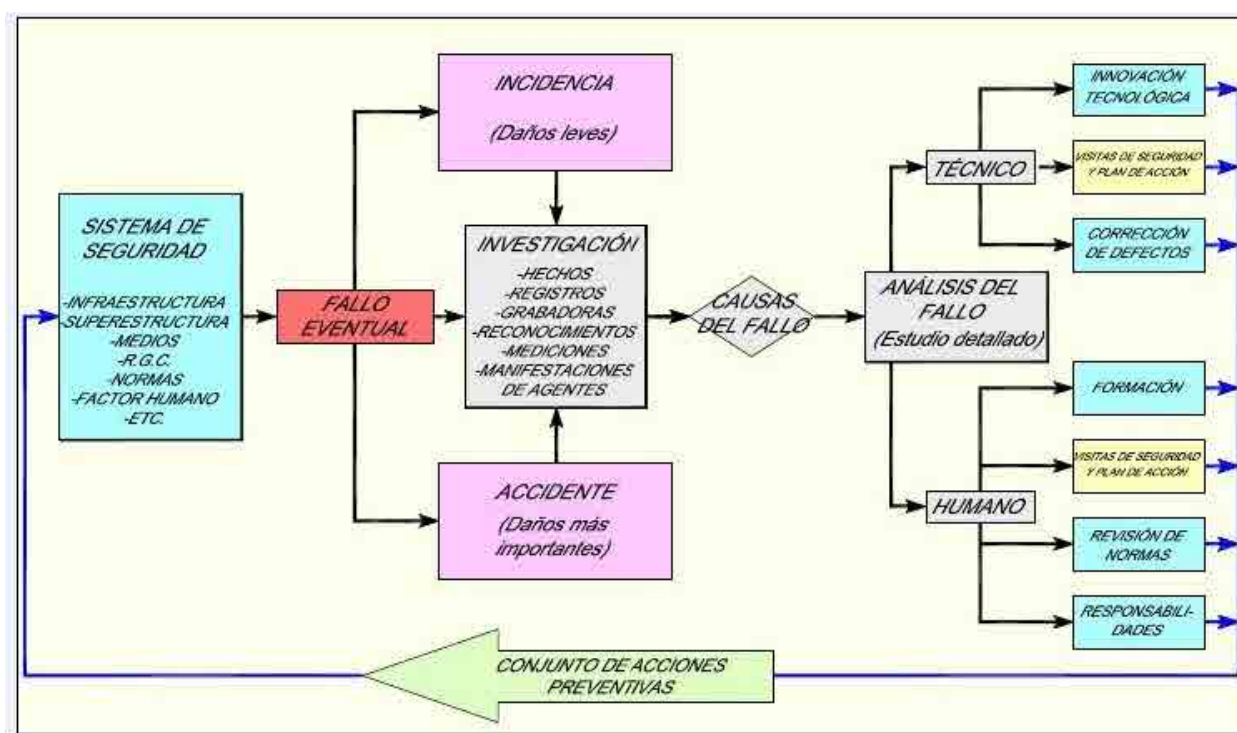 SISTEMA DE
SEGURIDAD
-INFRAESTRUCTURA
-SUPERESTRUCTURA
-MEDIOS
-R.G.C.
-NORMAS
-FACTOR HUMANO
-ETC.
FALLO
EVENTUAL
INCIDENCIA
(Daños leves)
INVESTIGACIÓN
-HECHOS
-REGISTROS
-GRABADORAS
-RECONOCIMIENTOS
-MEDICIONES
-MANIFESTACIONES
DE AGENTES
ACCIDENTE
(Daños más
importantes)
CAUSAS
DEL FALLO
ANÁLISIS DEL
FALLO
(Estudio detallado)
TÉCNICO
INNOVACIÓN
TECNOLÓGICA
VISITAS DE SEGURIDAD
Y PLAN DE ACCIÓN
CORRECCIÓN
DE DEFECTOS
HUMANO
FORMACIÓN
VISITAS DE SEGURIDAD
Y PLAN DE ACCIÓN
REVISIÓN DE
NORMAS
RESPONSABILI-
DADES
CONJUNTO DE ACCIONES
PREVENTIVAS